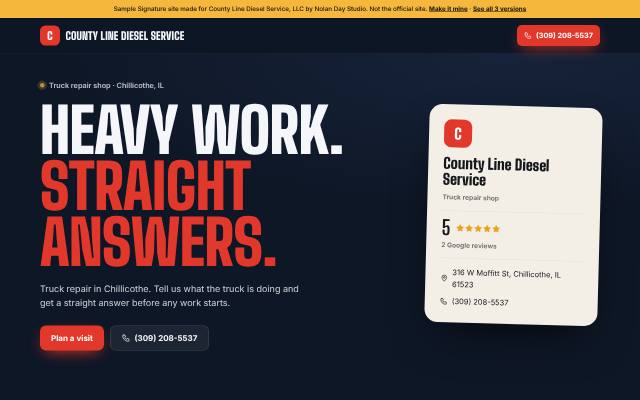 Sample Signature site made for County Line Diesel Service, LLC by Nolan Day Studio. Not the official site. Make it mine · See all 3 versions
C COUNTY LINE DIESEL SERVICE
(309) 208-5537
Truck repair shop · Chillicothe, IL
HEAVY WORK.
STRAIGHT
ANSWERS.
Truck repair in Chillicothe. Tell us what the truck is doing and
get a straight answer before any work starts.
Plan a visit
(309) 208-5537
C
County Line Diesel
Service
Truck repair shop
5
2 Google reviews
316 W Moffitt St, Chillicothe, IL
61523
(309) 208-5537